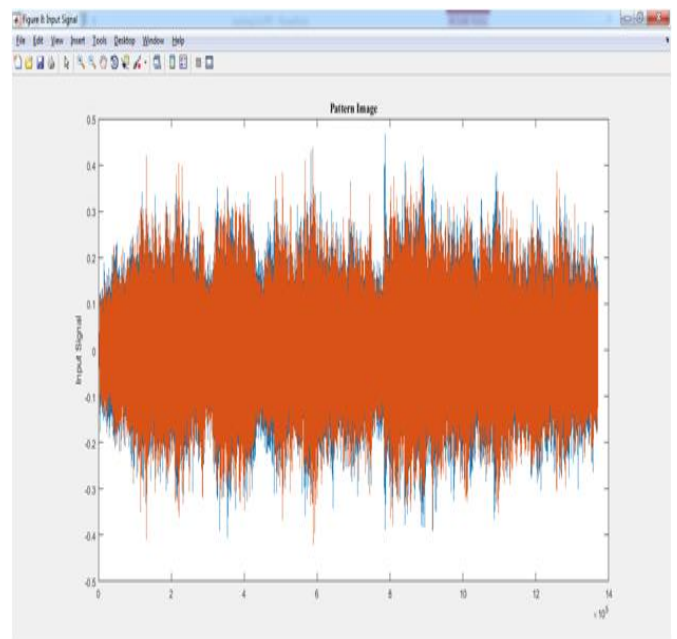 Figure 8: Input Signal
File Edit View Insert Tools Desktop Window Help
Pattern Image
0.5
0.4
0.3
0.2
0.1
0
-0.1
-0.2
-0.3
-0.4
-0.5
Input Signal
0 2 4 6 8 10 12 14
×10⁵